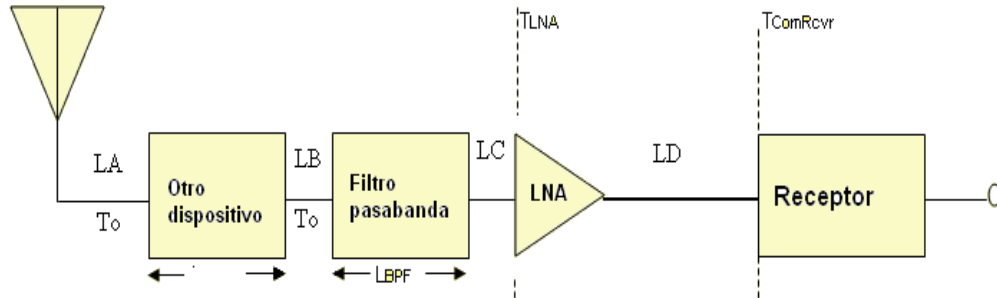 TLNA
TComRcvr
LA
LB
LC
LD
To
To
Otro
dispositivo
Filtro
pasabanda
LNA
Receptor
LBPF